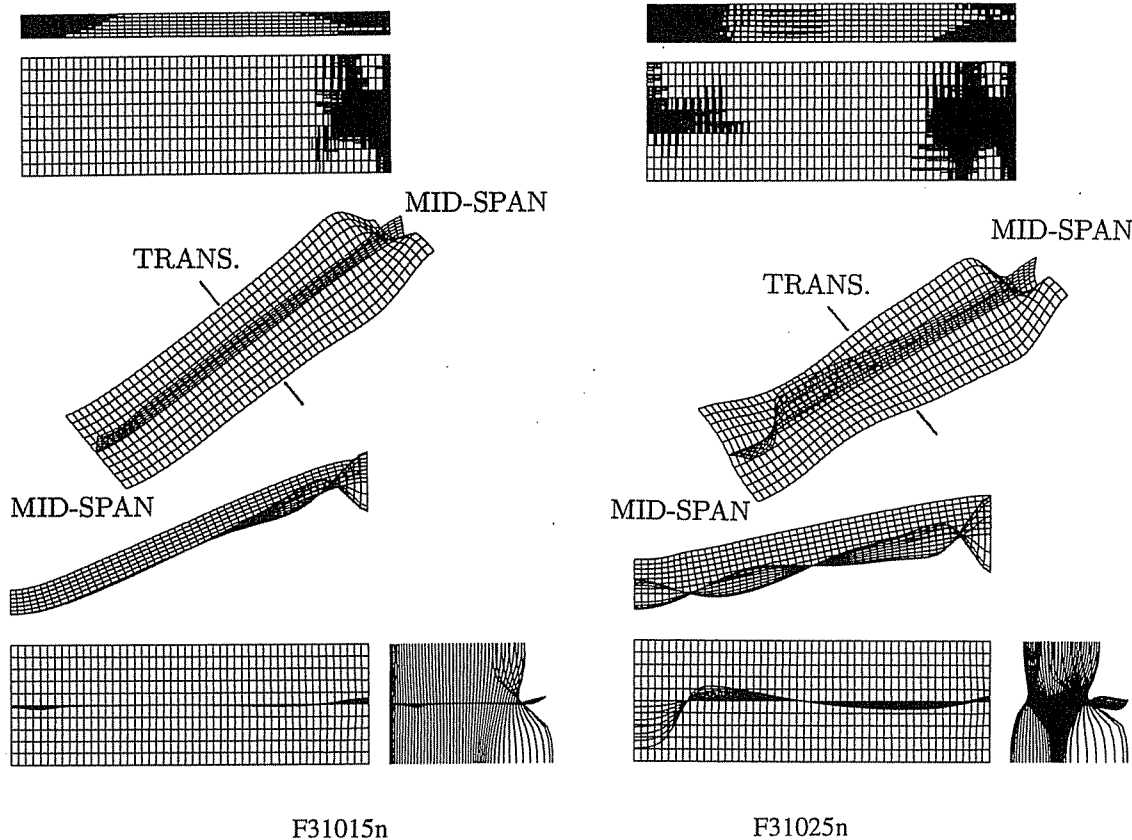 MID-SPAN
TRANS.
MID-SPAN
F31015n
MID-SPAN
TRANS.
MID-SPAN
F31025n